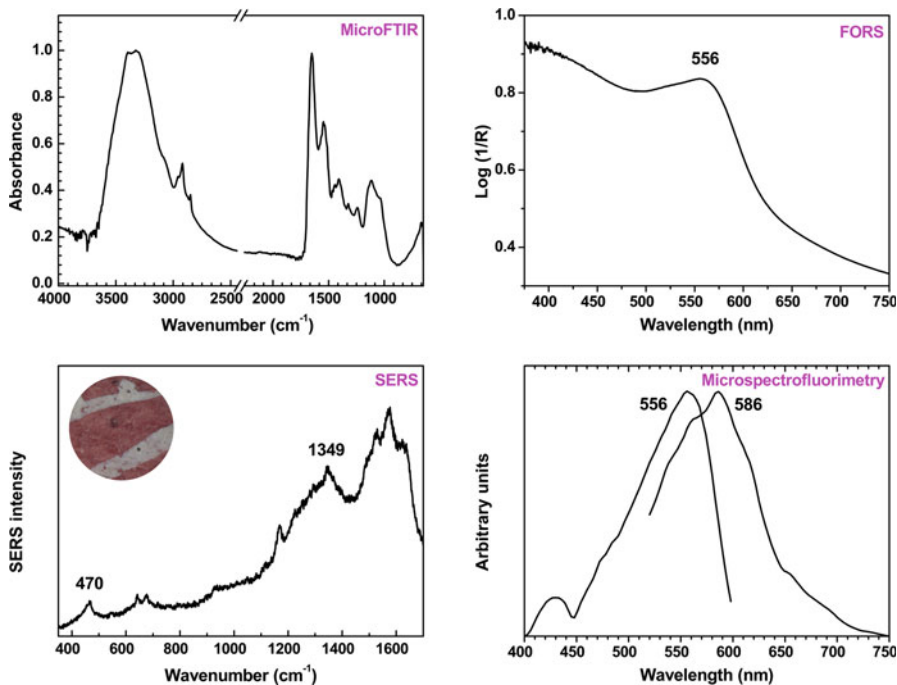 MicroFTIR
1.0
0.8
0.6
0.4
0.2
0.0
Absorbance
4000 3500 3000 2500 2000 1500 1000
Wavenumber (cm⁻¹)
FORS
556
1.0
0.8
0.6
0.4
Log (1/R)
400 450 500 550 600 650 700 750
Wavelength (nm)
SERS
1349
470
SERS intensity
400 600 800 1000 1200 1400 1600
Wavenumber (cm⁻¹)
Microspectrofluorimetry
556 586
Arbitrary units
400 450 500 550 600 650 700 750
Wavelength (nm)